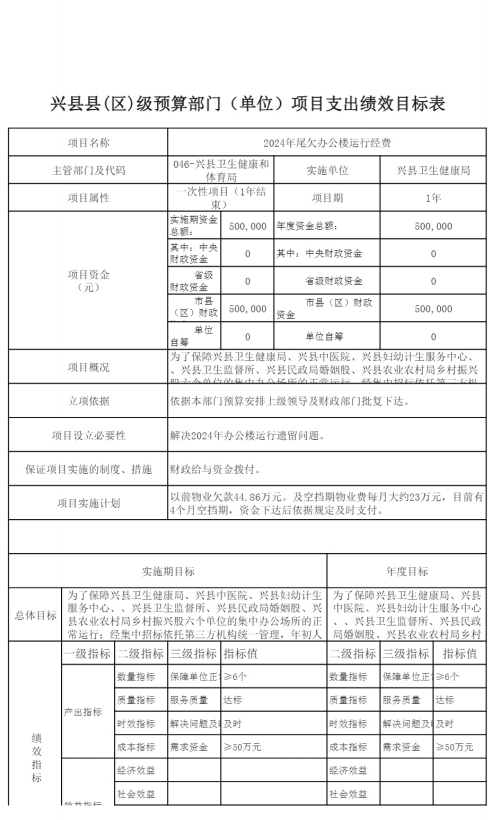 兴县县(区)级预算部门（单位）项目支出绩效目标表
项目名称 2024年尾欠办公楼运行经费
主管部门及代码 046-兴县卫生健康和体育局 实施单位 兴县卫生健康局
项目属性 一次性项目（1年结束） 项目期 1年
项目资金（元） 实施期资金总额： 500,000 年度资金总额： 500,000
其中：中央财政资金 0 其中：中央财政资金 0
省级财政资金 0 省级财政资金 0
市县（区）财政 500,000 市县（区）财政资金 500,000
单位自筹 0 单位自筹 0
项目概况 为了保障兴县卫生健康局、兴县中医院、兴县妇幼计生服务中心、
、兴县卫生监督所、兴县民政局婚姻股、兴县农业农村局乡村振兴
股六个单位的集中办公场所的正常运行，经集中招标依托第三方机
立项依据 依据本部门预算安排上级领导及财政部门批复下达。
项目设立必要性 解决2024年办公楼运行遗留问题。
保证项目实施的制度、措施 财政给与资金拨付。
项目实施计划 以前物业欠款44.86万元。及空挡期物业费每月大约23万元，目前有
4个月空挡期，资金下达后依据规定及时支付。
实施期目标 年度目标
总体目标 为了保障兴县卫生健康局、兴县中医院、兴县妇幼计生
服务中心、、兴县卫生监督所、兴县民政局婚姻股、兴
县农业农村局乡村振兴股六个单位的集中办公场所的正
常运行；经集中招标依托第三方机构统一管理，年初人
为了保障兴县卫生健康局、兴县
中医院、兴县妇幼计生服务中心
、、兴县卫生监督所、兴县民政
局婚姻股、兴县农业农村局乡村
绩效指标 一级指标 二级指标 三级指标 指标值 二级指标 三级指标 指标值
产出指标 数量指标 保障单位正 ≥6个 数量指标 保障单位正 ≥6个
质量指标 服务质量 达标 质量指标 服务质量 达标
时效指标 解决问题及 及时 时效指标 解决问题及 及时
成本指标 需求资金 ≥50万元 成本指标 需求资金 ≥50万元
经济效益 经济效益
效益指标 社会效益 社会效益